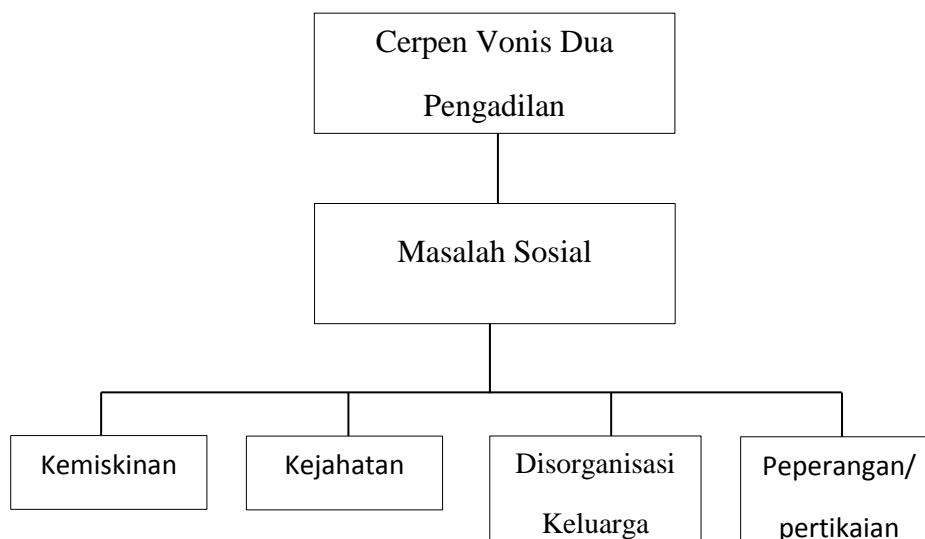 Cerpen Vonis Dua
Pengadilan
Masalah Sosial
Kemiskinan
Kejahatan
Disorganisasi
Keluarga
Peperangan/
pertikaian